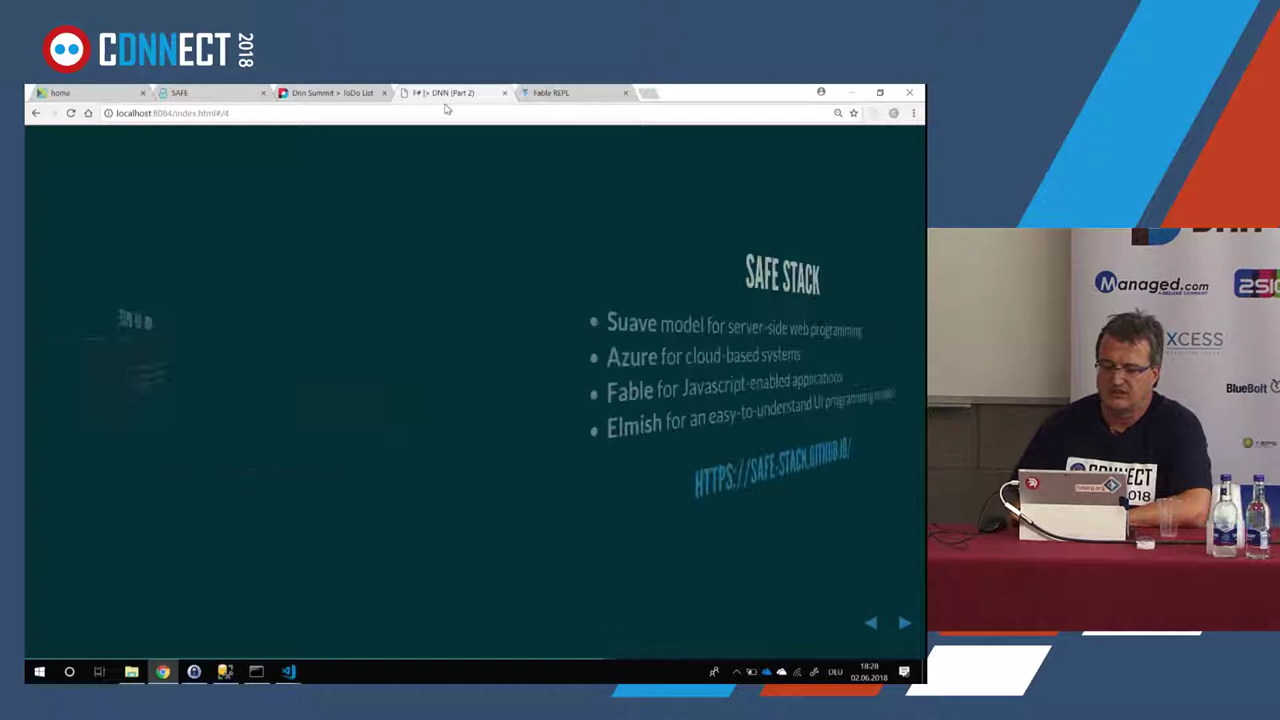 CDNNECT 2018
home
SAFE
Dnn Summit > ToDo List
F# |> DNN (Part 2)
Fable REPL
localhost:8084/index.html#/4
SAFE STACK
Suave model for server-side web programming
Azure for cloud-based systems
Fable for Javascript-enabled applications
Elmish for an easy-to-understand UI programming model
HTTPS://SAFE-STACK.GITHUB.IO/
Managed.com
2SIC
XCESS
BlueBolt
CONNECT
2018
DEU
18:28
02.06.2018